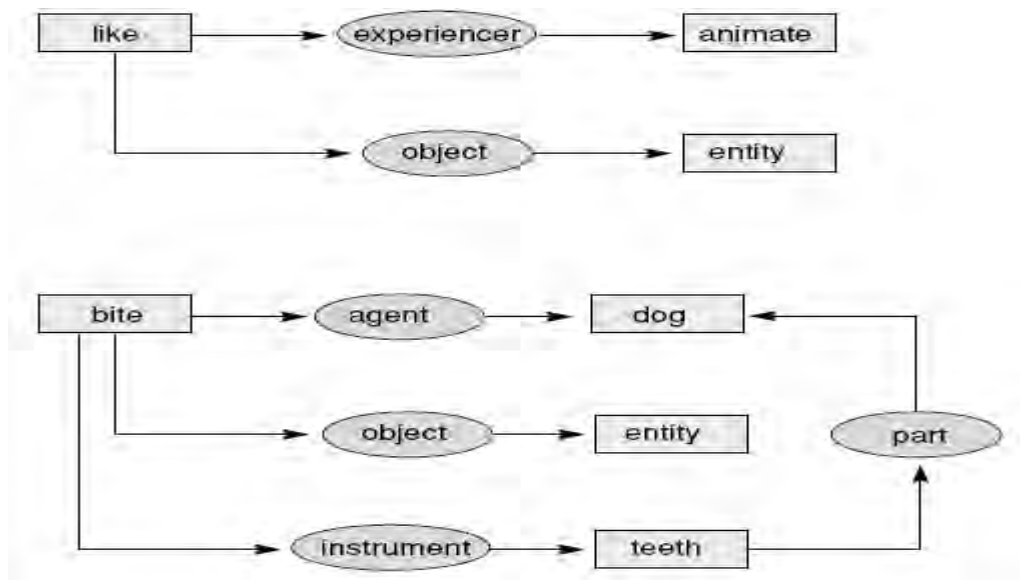 like experiencer animate
object entity
bite agent dog
object entity part
instrument teeth